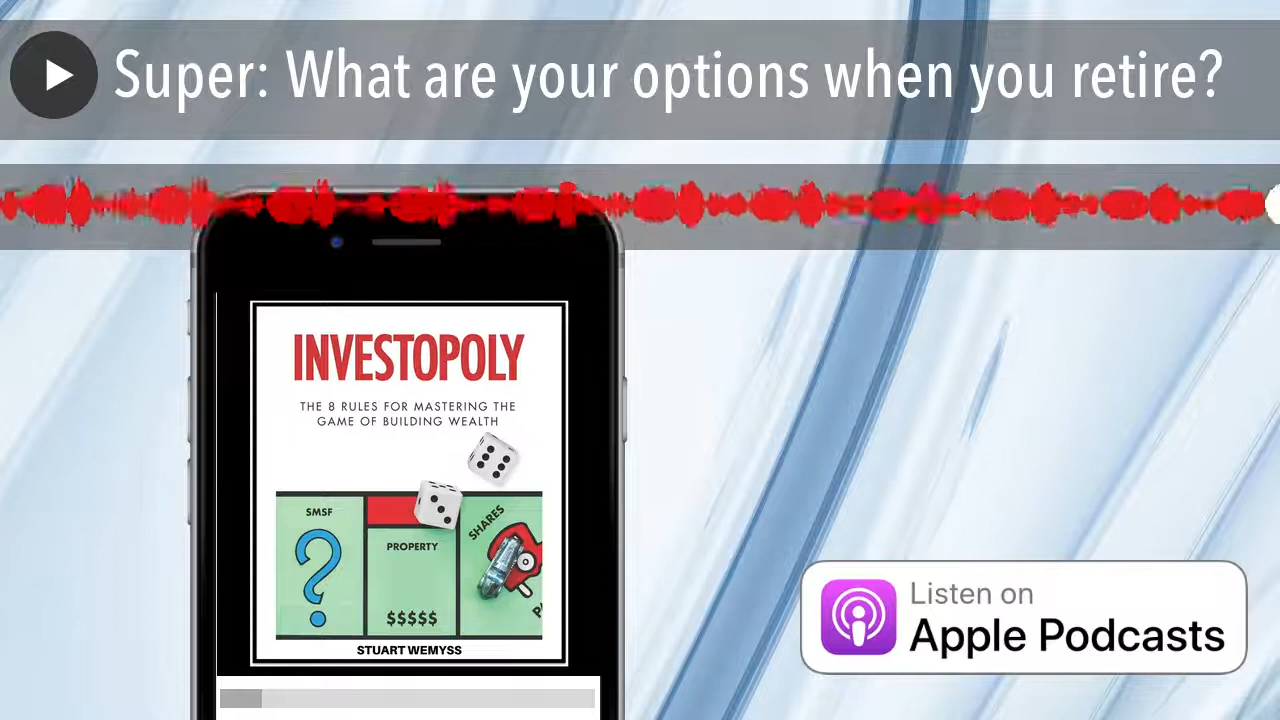 Super: What are your options when you retire?
INVESTOPOLY
THE 8 RULES FOR MASTERING THE
GAME OF BUILDING WEALTH
SMSF
PROPERTY
SHARES
$$$$$
STUART WEMYSS
Listen on
Apple Podcasts